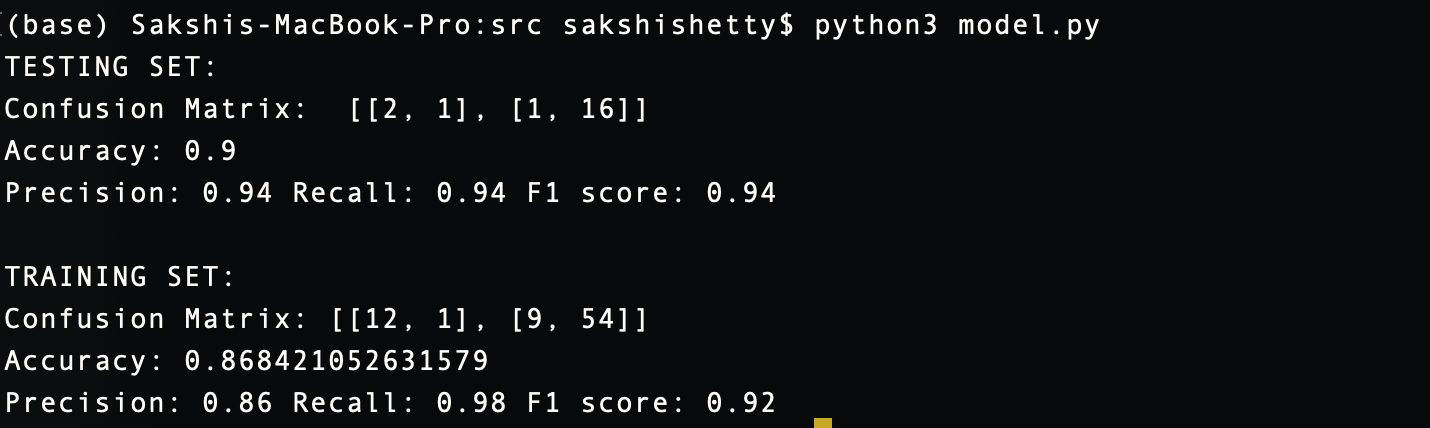 (base) Sakshis-MacBook-Pro:src sakshishetty$ python3 model.py
TESTING SET:
Confusion Matrix:  [[2, 1], [1, 16]]
Accuracy: 0.9
Precision: 0.94 Recall: 0.94 F1 score: 0.94
TRAINING SET:
Confusion Matrix: [[12, 1], [9, 54]]
Accuracy: 0.868421052631579
Precision: 0.86 Recall: 0.98 F1 score: 0.92